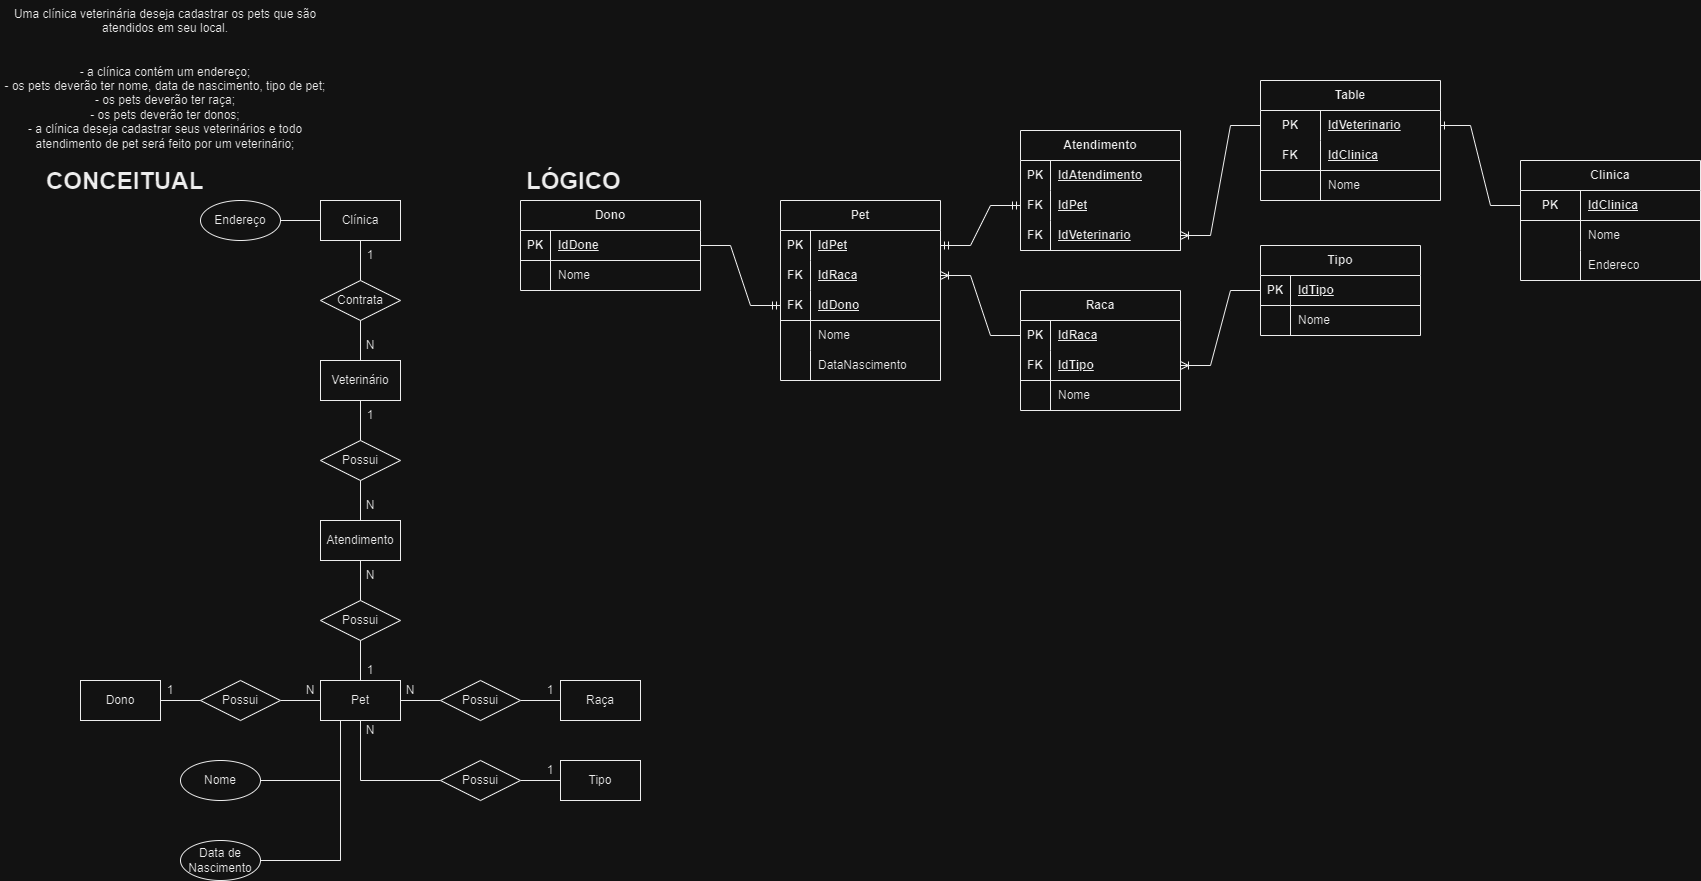 Uma clínica veterinária deseja cadastrar os pets que são
atendidos em seu local.
- a clínica contém um endereço;
- os pets deverão ter nome, data de nascimento, tipo de pet;
- os pets deverão ter raça;
- os pets deverão ter donos;
- a clínica deseja cadastrar seus veterinários e todo
atendimento de pet será feito por um veterinário;
CONCEITUAL
Endereço
Clínica
1
Contrata
N
Veterinário
1
Possui
N
Atendimento
N
Possui
1
Dono
1
Possui
N
Pet
N
Possui
1
Raça
N
Nome
Possui
1
Tipo
Data de
Nascimento
LÓGICO
Dono
PK IdDone
Nome
Pet
PK IdPet
FK IdRaca
FK IdDono
Nome
DataNascimento
Atendimento
PK IdAtendimento
FK IdPet
FK IdVeterinario
Raca
PK IdRaca
FK IdTipo
Nome
Table
PK IdVeterinario
FK IdClinica
Nome
Tipo
PK IdTipo
Nome
Clinica
PK IdClinica
Nome
Endereco